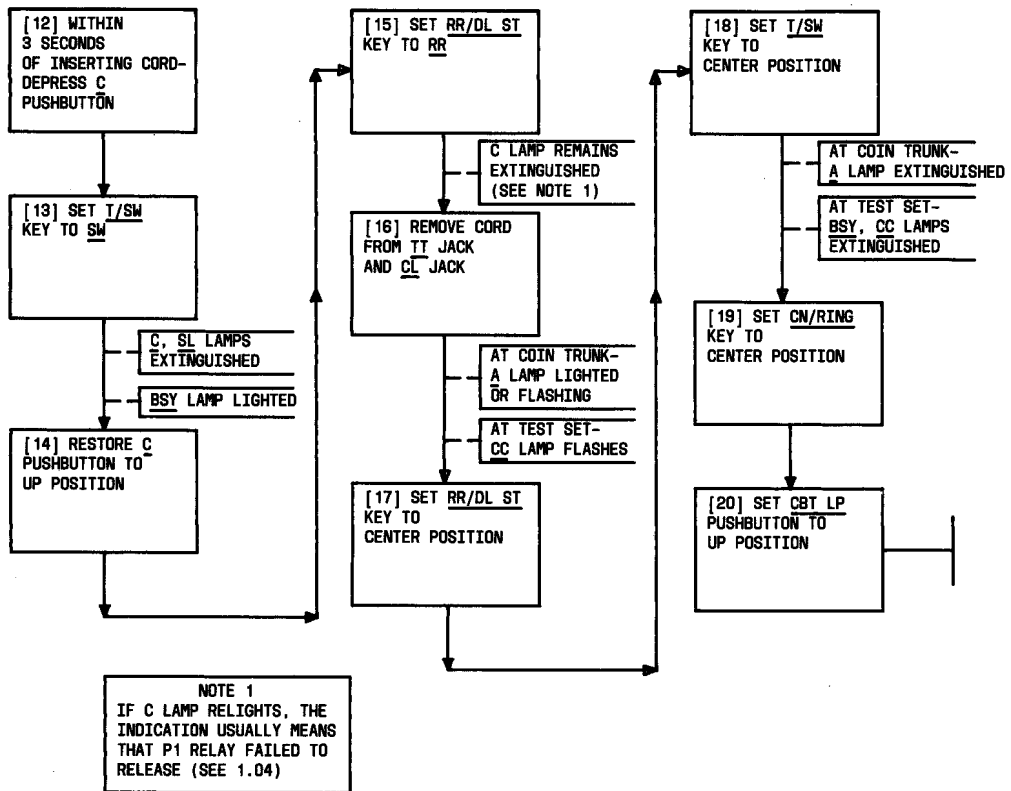 [12] WITHIN
3 SECONDS
OF INSERTING CORD-
DEPRESS C
PUSHBUTTON
[13] SET T/SW
KEY TO SW
C, SL LAMPS
EXTINGUISHED
BSY LAMP LIGHTED
[14] RESTORE C
PUSHBUTTON TO
UP POSITION
[15] SET RR/DL ST
KEY TO RR
C LAMP REMAINS
EXTINGUISHED
(SEE NOTE 1)
[16] REMOVE CORD
FROM TT JACK
AND CL JACK
AT COIN TRUNK-
A LAMP LIGHTED
OR FLASHING
AT TEST SET-
CC LAMP FLASHES
[17] SET RR/DL ST
KEY TO
CENTER POSITION
[18] SET T/SW
KEY TO
CENTER POSITION
AT COIN TRUNK-
A LAMP EXTINGUISHED
AT TEST SET-
BSY, CC LAMPS
EXTINGUISHED
[19] SET CN/RING
KEY TO
CENTER POSITION
[20] SET CBT LP
PUSHBUTTON TO
UP POSITION
NOTE 1
IF C LAMP RELIGHTS, THE
INDICATION USUALLY MEANS
THAT P1 RELAY FAILED TO
RELEASE (SEE 1.04)